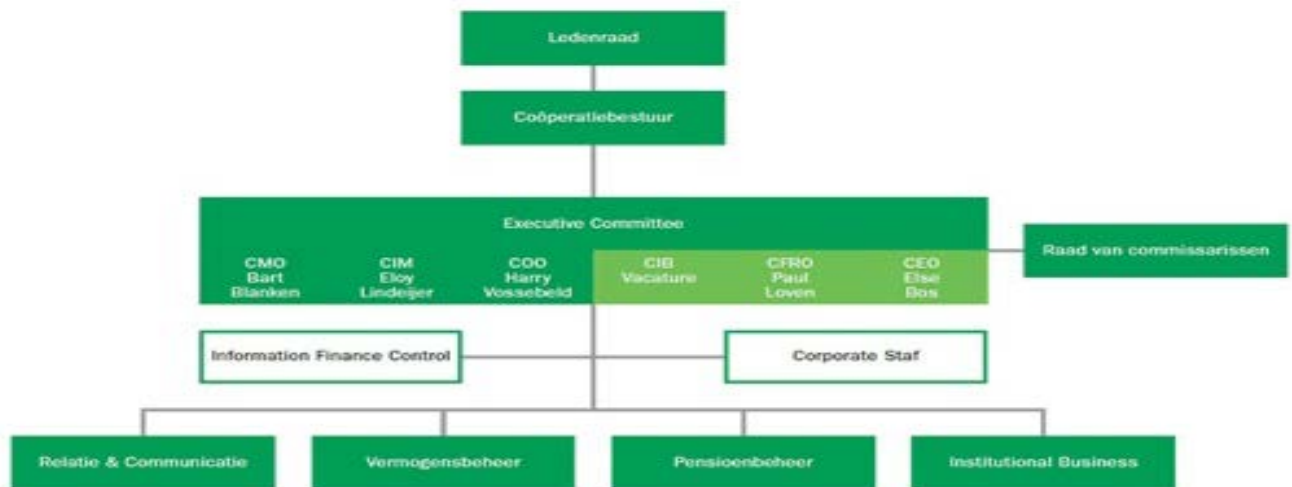 Ledenraad
Coöperatiebestuur
Executive Committee
Raad van commissarissen
CMO
Bart
Blanken
CIM
Eloy
Lindeijer
COO
Harry
Vossebeld
CIB
Vacature
CFRO
Paul
Loven
CEO
Else
Bos
Information Finance Control
Corporate Staf
Relatie & Communicatie
Vermogensbeheer
Pensioenbeheer
Institutional Business